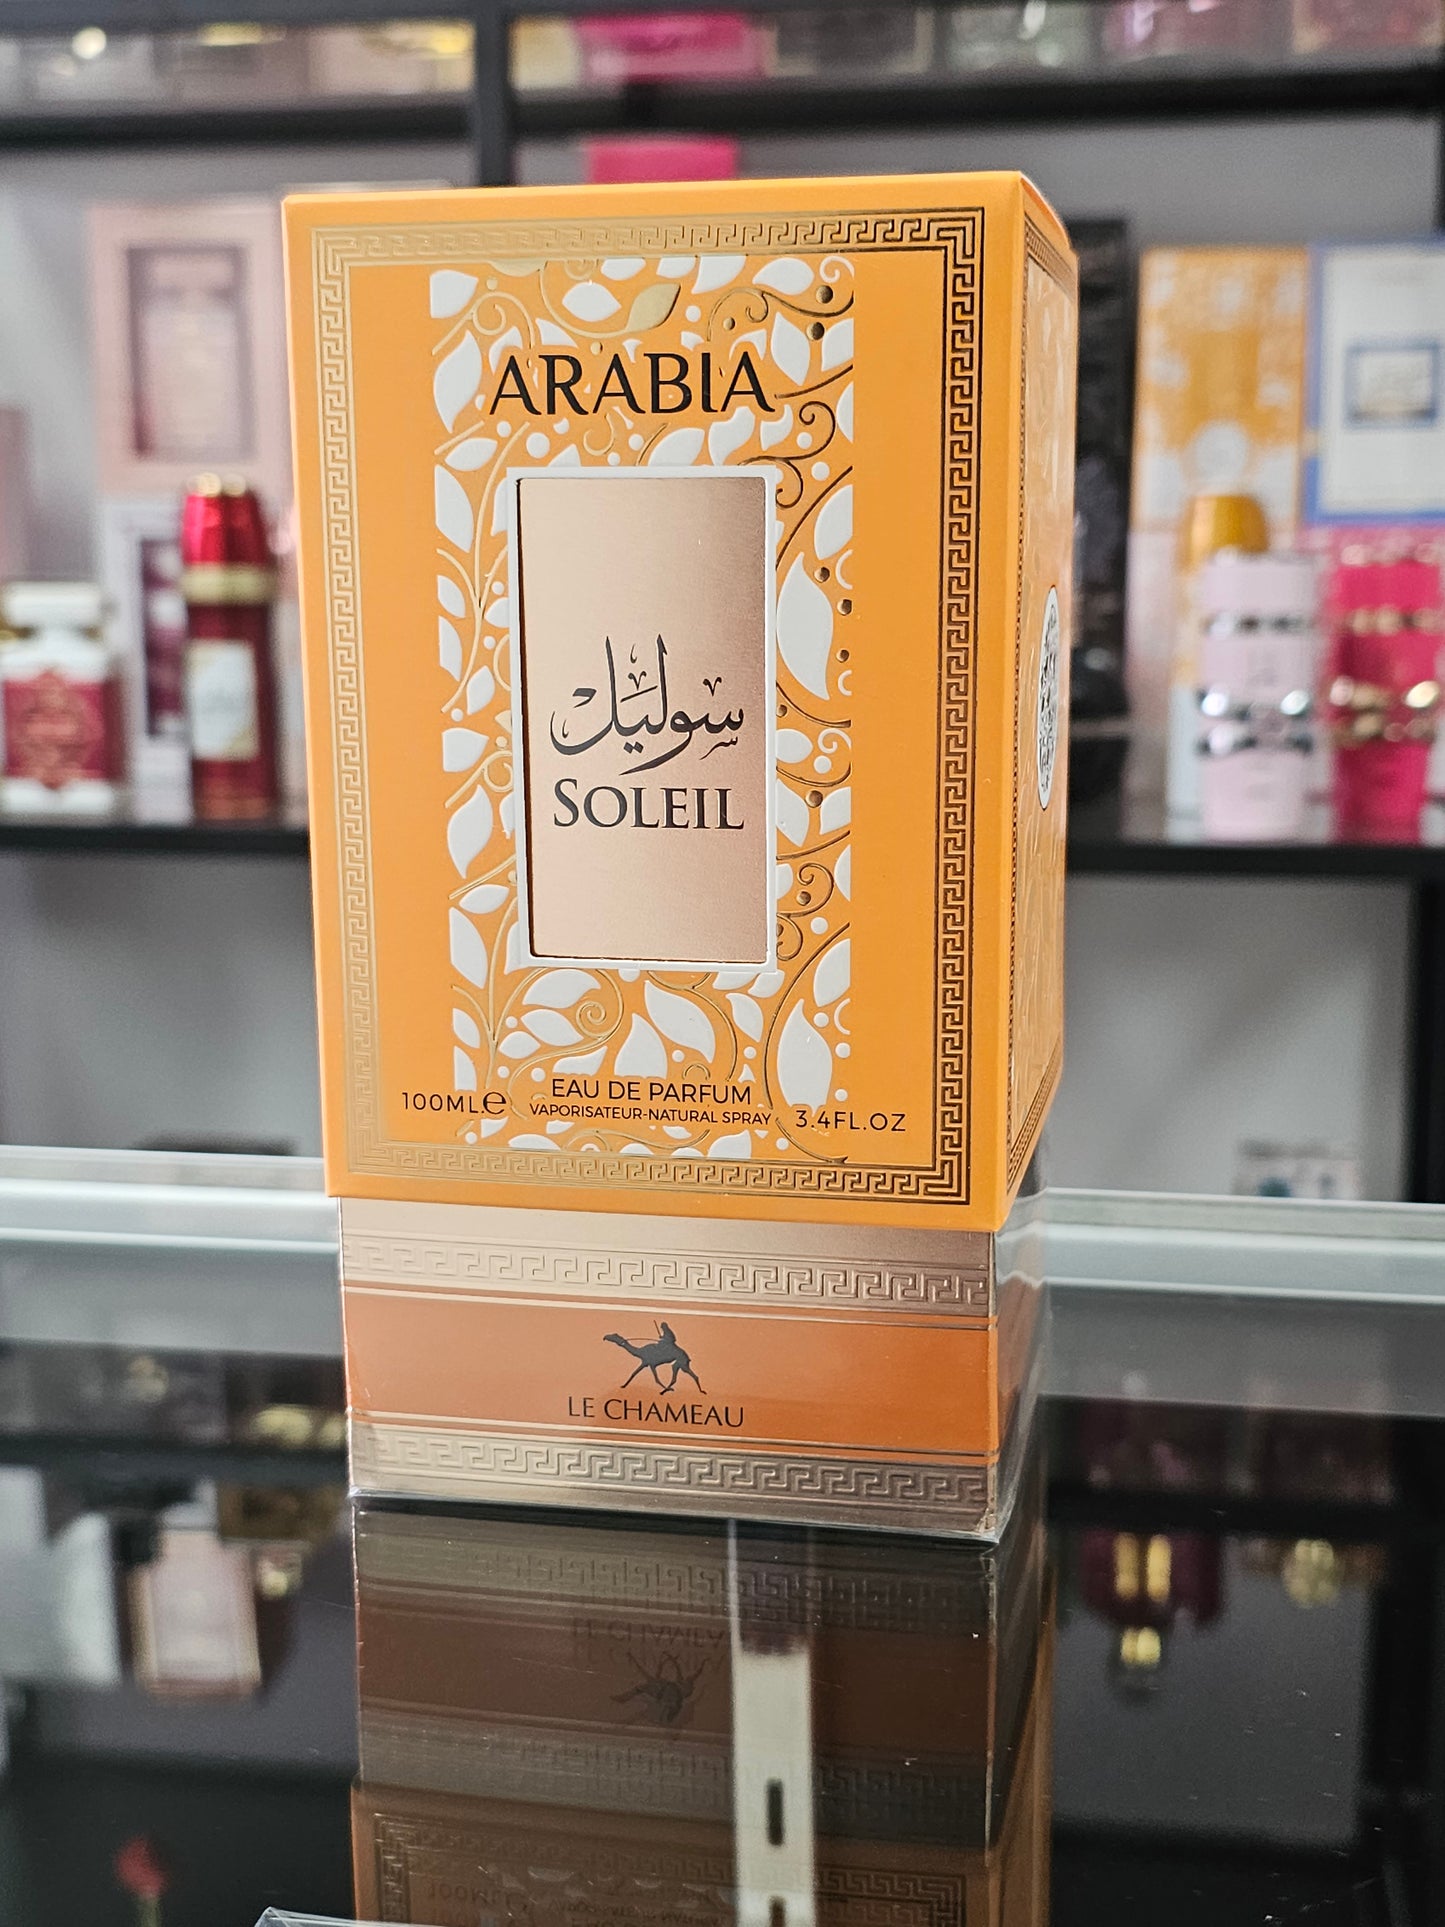 ARABIA
سوليل
SOLEIL
EAU DE PARFUM
100ML.e VAPORISATEUR-NATURAL SPRAY 3.4FL.OZ
LE CHAMEAU